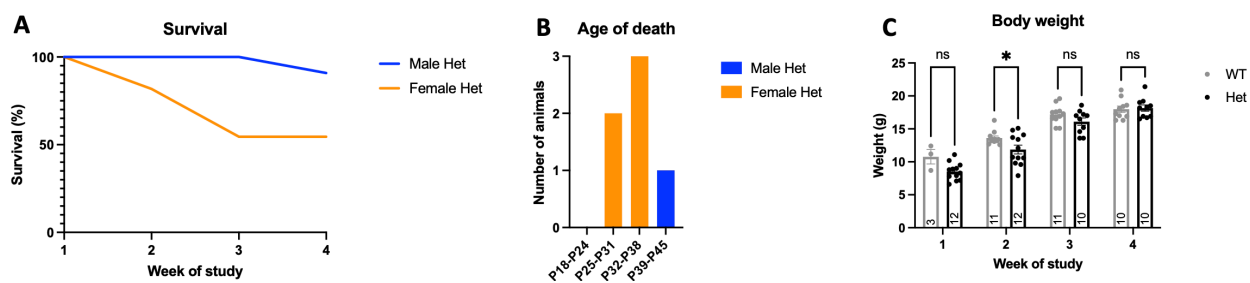 A
Survival
100
50
0
Survival (%)
1 2 3 4
Week of study
Male Het
Female Het
B
Age of death
3
2
1
0
Number of animals
P18-P24
P25-P31
P32-P38
P39-P45
Male Het
Female Het
C
Body weight
ns * ns ns
25
20
15
10
5
0
Weight (g)
3 12 11 12 11 10 10 10
1 2 3 4
Week of study
WT
Het